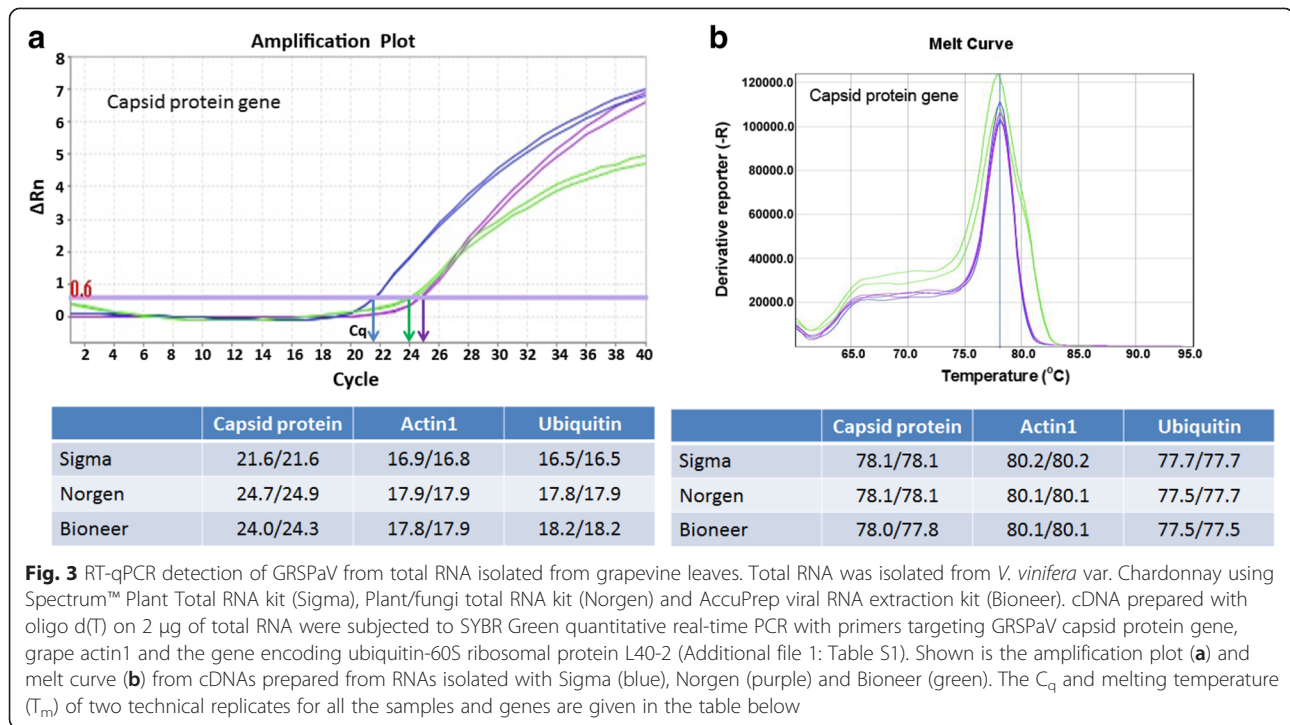 a
Amplification Plot
Capsid protein gene
ΔRn
8
7
6
5
4
3
2
1
0.6
0
Cq
2 4 6 8 10 12 14 16 18 20 22 24 26 28 30 32 34 36 38 40
Cycle
Capsid protein Actin1 Ubiquitin
Sigma 21.6/21.6 16.9/16.8 16.5/16.5
Norgen 24.7/24.9 17.9/17.9 17.8/17.9
Bioneer 24.0/24.3 17.8/17.9 18.2/18.2
b
Melt Curve
Capsid protein gene
Derivative reporter (-R)
120000.0
100000.0
80000.0
60000.0
40000.0
20000.0
65.0 70.0 75.0 80.0 85.0 90.0 95.0
Temperature (°C)
Capsid protein Actin1 Ubiquitin
Sigma 78.1/78.1 80.2/80.2 77.7/77.7
Norgen 78.1/78.1 80.1/80.1 77.5/77.7
Bioneer 78.0/77.8 80.1/80.1 77.5/77.5
Fig. 3 RT-qPCR detection of GRSPaV from total RNA isolated from grapevine leaves. Total RNA was isolated from V. vinifera var. Chardonnay using
Spectrum™ Plant Total RNA kit (Sigma), Plant/fungi total RNA kit (Norgen) and AccuPrep viral RNA extraction kit (Bioneer). cDNA prepared with
oligo d(T) on 2 μg of total RNA were subjected to SYBR Green quantitative real-time PCR with primers targeting GRSPaV capsid protein gene,
grape actin1 and the gene encoding ubiquitin-60S ribosomal protein L40-2 (Additional file 1: Table S1). Shown is the amplification plot (a) and
melt curve (b) from cDNAs prepared from RNAs isolated with Sigma (blue), Norgen (purple) and Bioneer (green). The Cq and melting temperature
(Tm) of two technical replicates for all the samples and genes are given in the table below